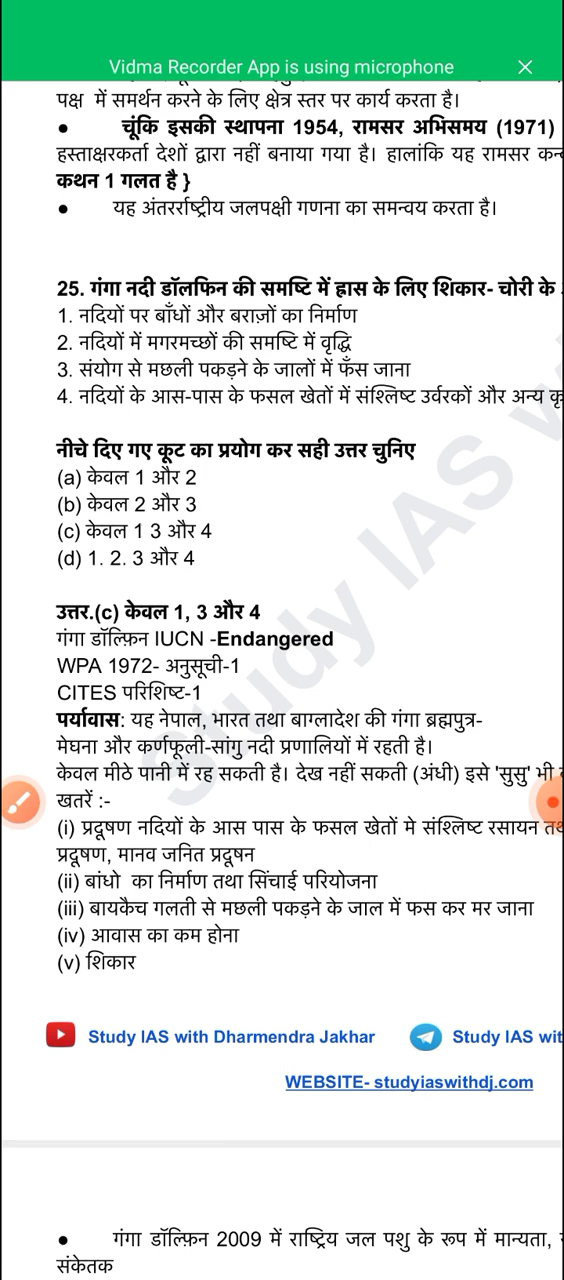 Vidma Recorder App is using microphone
पक्ष में समर्थन करने के लिए क्षेत्र स्तर पर कार्य करता है।
● चूंकि इसकी स्थापना 1954, रामसर अभिसमय (1971)
हस्ताक्षरकर्ता देशों द्वारा नहीं बनाया गया है। हालांकि यह रामसर
कथन 1 गलत है }
● यह अंतरर्राष्ट्रीय जलपक्षी गणना का समन्वय करता है।
25. गंगा नदी डॉलफिन की समष्टि में ह्रास के लिए शिकार- चोरी के
1. नदियों पर बाँधों और बराज़ों का निर्माण
2. नदियों में मगरमच्छों की समष्टि में वृद्धि
3. संयोग से मछली पकड़ने के जालों में फँस जाना
4. नदियों के आस-पास के फसल खेतों में संश्लिष्ट उर्वरकों और अन्य
नीचे दिए गए कूट का प्रयोग कर सही उत्तर चुनिए
(a) केवल 1 और 2
(b) केवल 2 और 3
(c) केवल 1 3 और 4
(d) 1. 2. 3 और 4
उत्तर.(c) केवल 1, 3 और 4
गंगा डॉल्फ़िन IUCN -Endangered
WPA 1972- अनुसूची-1
CITES परिशिष्ट-1
पर्यावास: यह नेपाल, भारत तथा बाग्लादेश की गंगा ब्रह्मपुत्र-
मेघना और कर्णफूली-सांगु नदी प्रणालियों में रहती है।
केवल मीठे पानी में रह सकती है। देख नहीं सकती (अंधी) इसे 'सुसु' भी
खतरें :-
(i) प्रदूषण नदियों के आस पास के फसल खेतों मे संश्लिष्ट रसायन
प्रदूषण, मानव जनित प्रदूषन
(ii) बांधो का निर्माण तथा सिंचाई परियोजना
(iii) बायकैच गलती से मछली पकड़ने के जाल में फस कर मर जाना
(iv) आवास का कम होना
(v) शिकार
Study IAS with Dharmendra Jakhar Study IAS
WEBSITE- studyiaswithdj.com
● गंगा डॉल्फ़िन 2009 में राष्ट्रिय जल पशु के रूप में मान्यता,
संकेतक
Study IAS